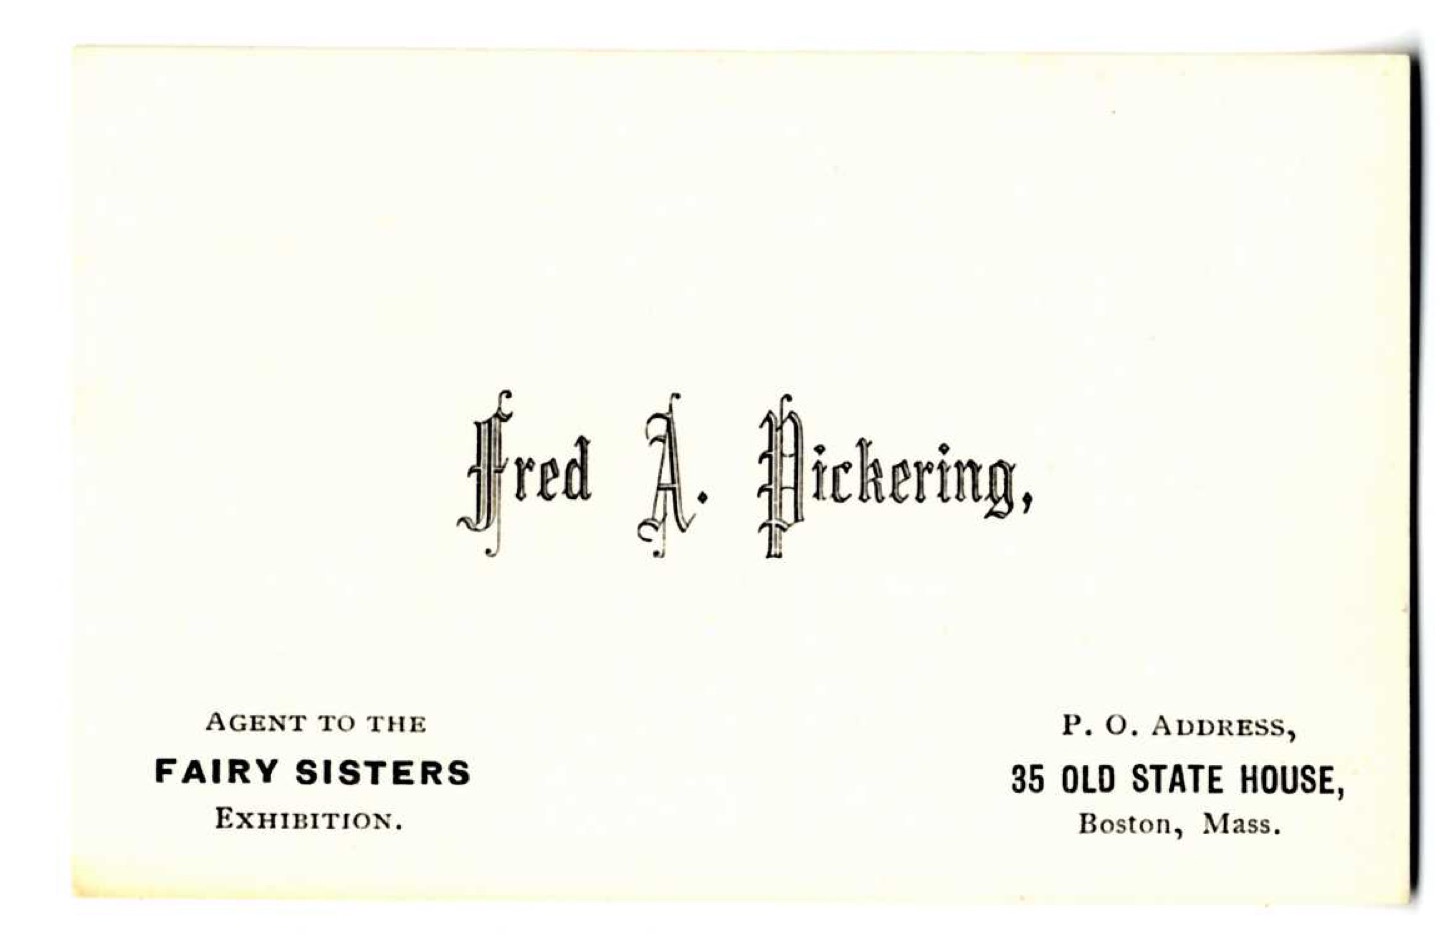 Fred A. Pickering,
AGENT TO THE
FAIRY SISTERS
EXHIBITION.
P. O. ADDRESS,
35 OLD STATE HOUSE,
Boston, Mass.